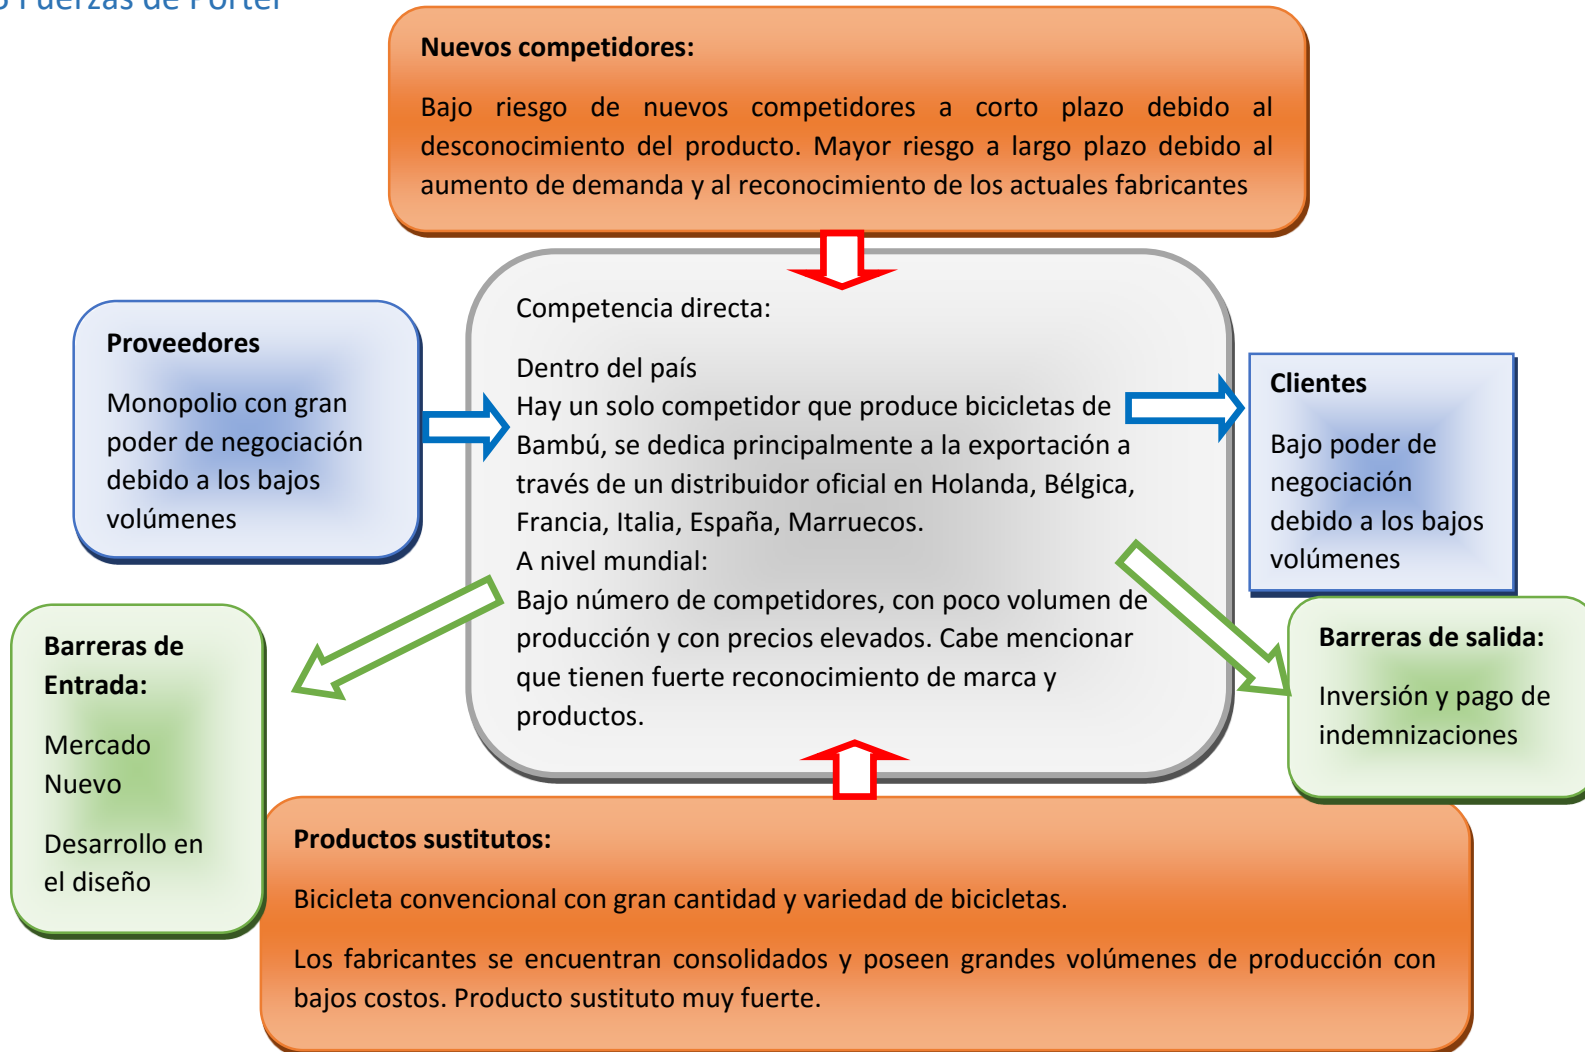 5 Fuerzas de Porter
Nuevos competidores:
Bajo riesgo de nuevos competidores a corto plazo debido al
desconocimiento del producto. Mayor riesgo a largo plazo debido al
aumento de demanda y al reconocimiento de los actuales fabricantes
Proveedores
Monopolio con gran
poder de negociación
debido a los bajos
volúmenes
Competencia directa:
Dentro del país
Hay un solo competidor que produce bicicletas de
Bambú, se dedica principalmente a la exportación a
través de un distribuidor oficial en Holanda, Bélgica,
Francia, Italia, España, Marruecos.
A nivel mundial:
Bajo número de competidores, con poco volumen de
producción y con precios elevados. Cabe mencionar
que tienen fuerte reconocimiento de marca y
productos.
Clientes
Bajo poder de
negociación
debido a los bajos
volúmenes
Barreras de
Entrada:
Mercado
Nuevo
Desarrollo en
el diseño
Barreras de salida:
Inversión y pago de
indemnizaciones
Productos sustitutos:
Bicicleta convencional con gran cantidad y variedad de bicicletas.
Los fabricantes se encuentran consolidados y poseen grandes volúmenes de producción con
bajos costos. Producto sustituto muy fuerte.